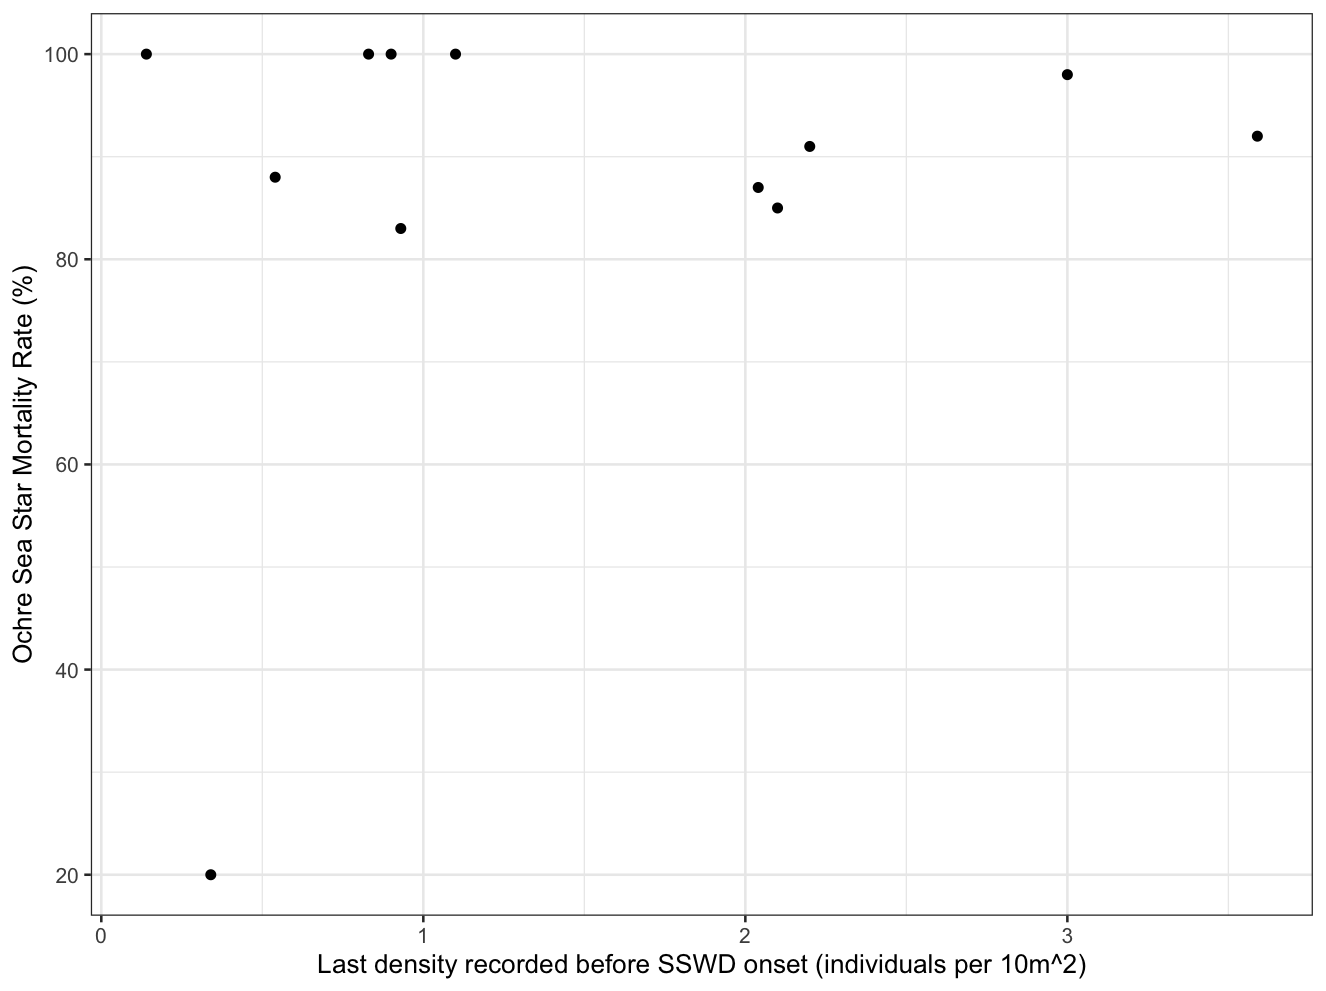 100
80
60
40
20
Ochre Sea Star Mortality Rate (%)
0 1 2 3
Last density recorded before SSWD onset (individuals per 10m^2)